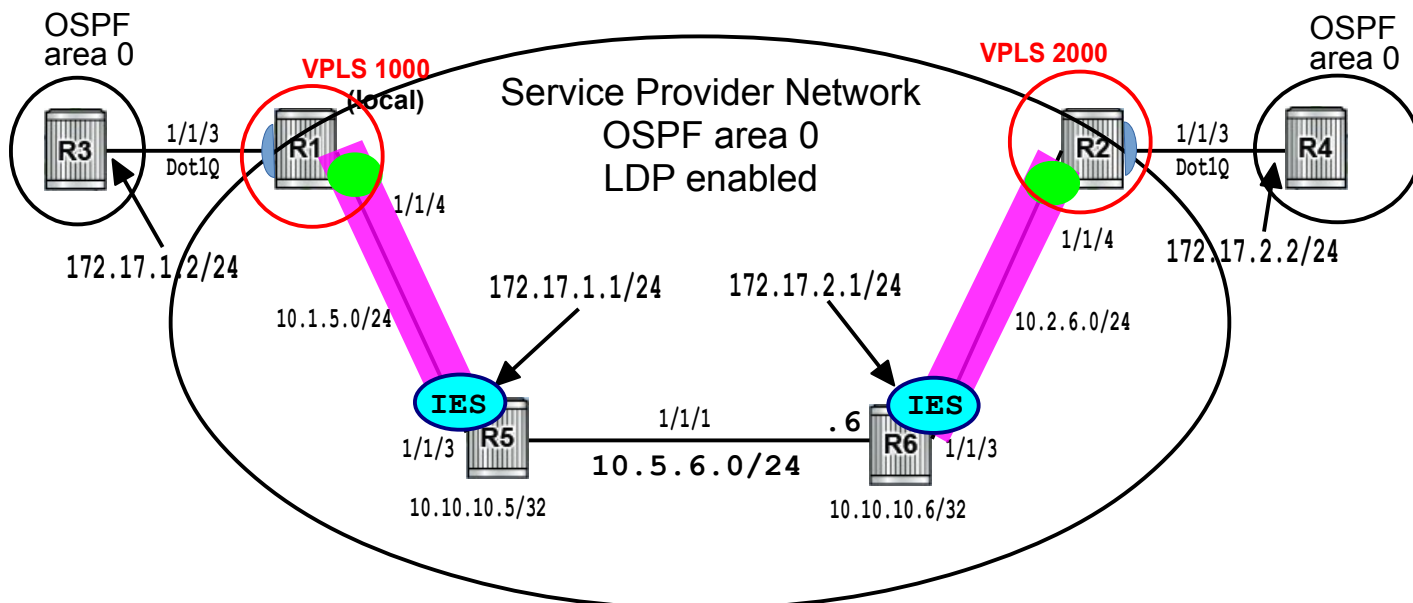 OSPF
area 0
OSPF
area 0
VPLS 1000
(local)
VPLS 2000
Service Provider Network
OSPF area 0
LDP enabled
R3
1/1/3
Dot1Q
R1
R2
1/1/3
Dot1Q
R4
1/1/4
1/1/4
172.17.1.2/24
172.17.1.1/24
172.17.2.1/24
172.17.2.2/24
10.1.5.0/24
10.2.6.0/24
IES
IES
1/1/3
R5
1/1/1
.6
R6
1/1/3
10.5.6.0/24
10.10.10.5/32
10.10.10.6/32